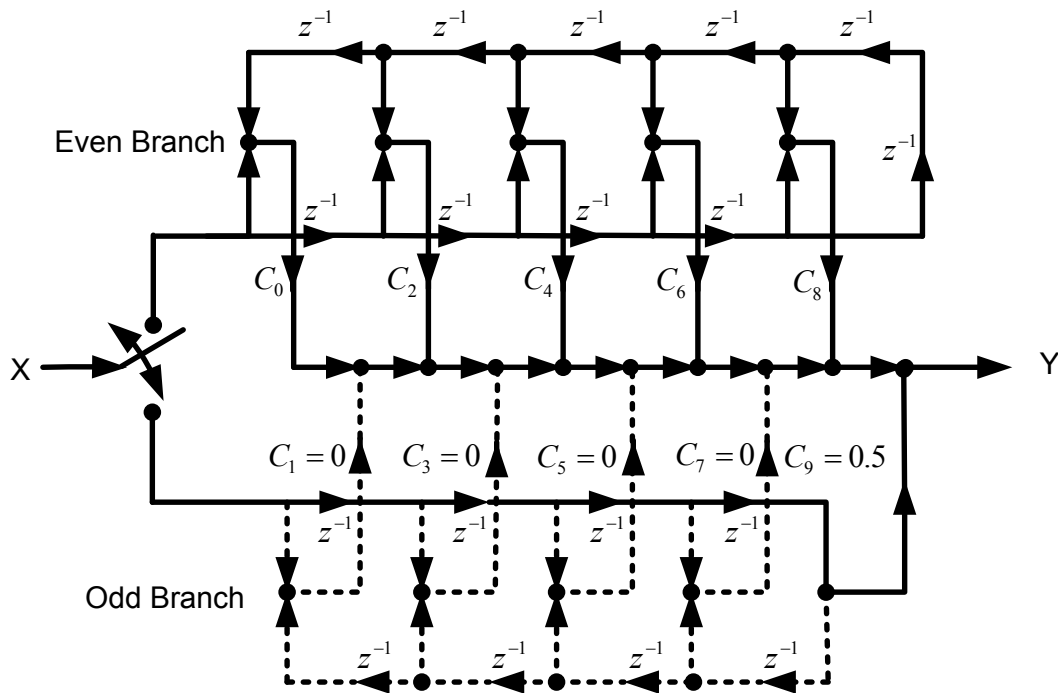 z⁻¹ z⁻¹ z⁻¹ z⁻¹ z⁻¹
Even Branch
z⁻¹
z⁻¹ z⁻¹ z⁻¹ z⁻¹
C₀ C₂ C₄ C₆ C₈
X
Y
C₁ = 0 C₃ = 0 C₅ = 0 C₇ = 0 C₉ = 0.5
z⁻¹ z⁻¹ z⁻¹ z⁻¹
Odd Branch
z⁻¹ z⁻¹ z⁻¹ z⁻¹